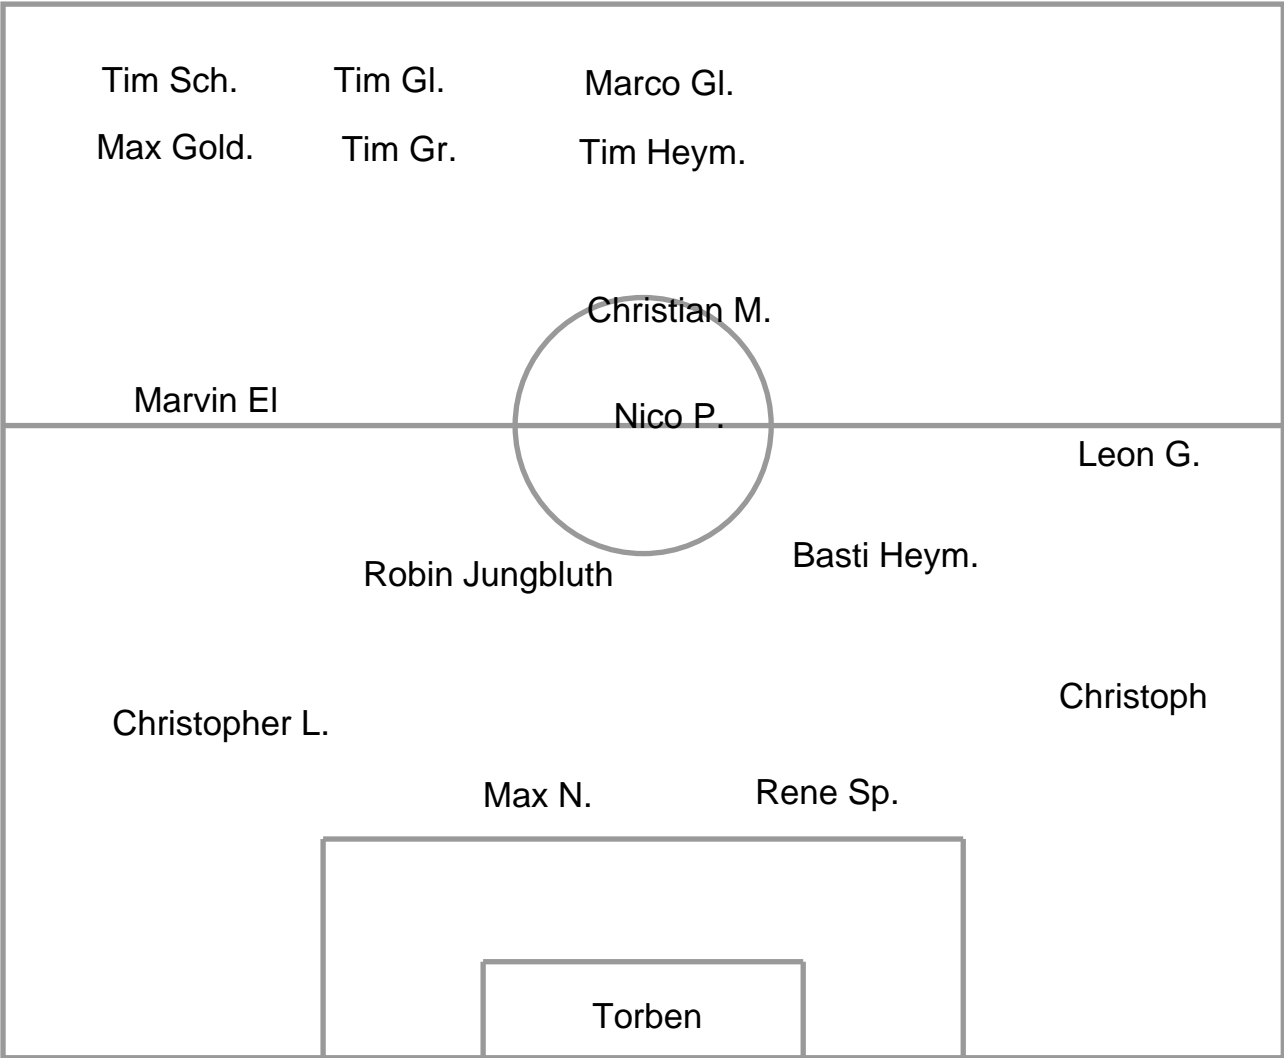 Tim Sch.
Tim Gl.
Marco Gl.
Max Gold.
Tim Gr.
Tim Heym.
Christian M.
Marvin El
Nico P.
Leon G.
Robin Jungbluth
Basti Heym.
Christopher L.
Christoph
Max N.
Rene Sp.
Torben